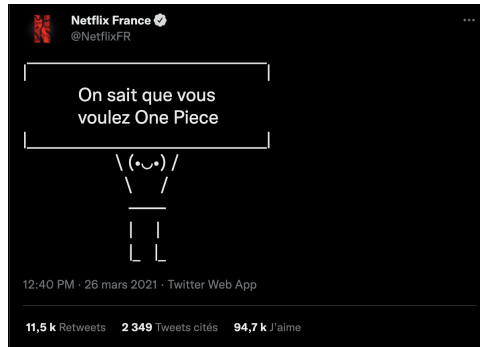 Netflix France
@NetflixFR
On sait que vous
voulez One Piece
\ (•◡•) /
12:40 PM · 26 mars 2021 · Twitter Web App
11,5 k Retweets 2 349 Tweets cités 94,7 k J'aime